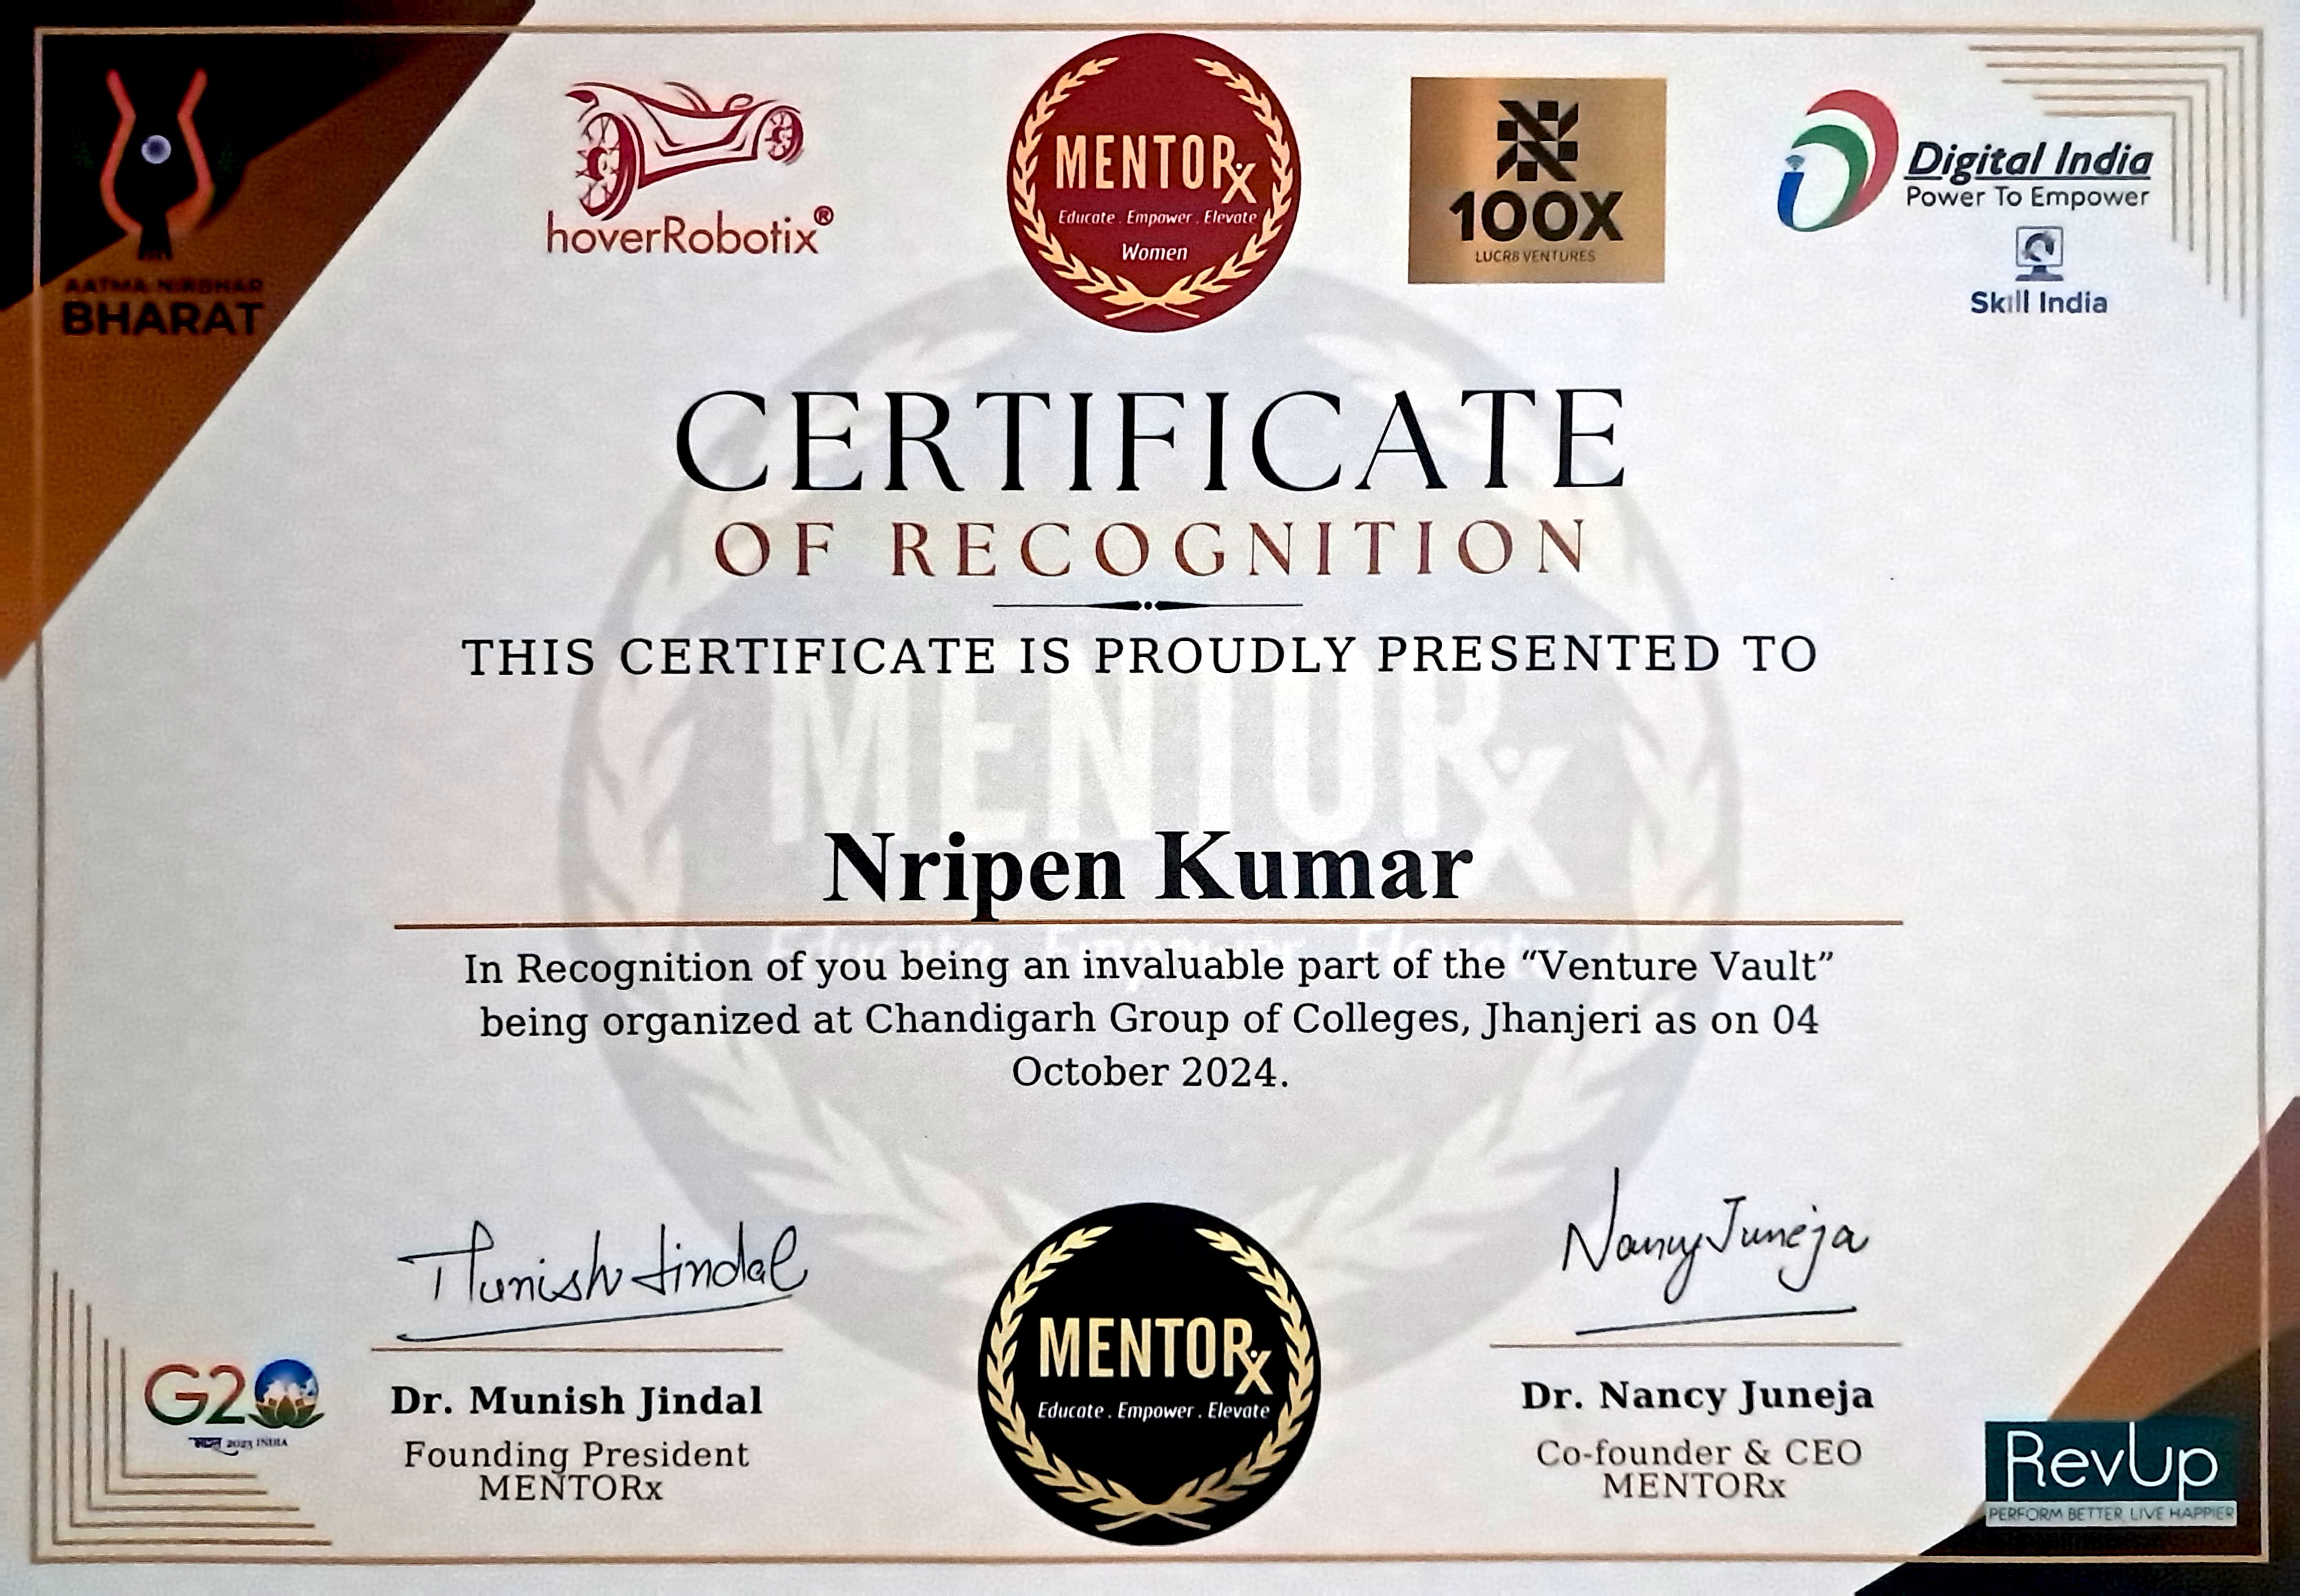 AATMA NIRBHAR
BHARAT
hoverRobotix®
MENTORx
Educate . Empower . Elevate
Women
100X
LUCR8 VENTURES
Digital India
Power To Empower
Skill India
CERTIFICATE
OF RECOGNITION
THIS CERTIFICATE IS PROUDLY PRESENTED TO
MENTORx
Educate . Empower . Elevate
Nripen Kumar
In Recognition of you being an invaluable part of the “Venture Vault”
being organized at Chandigarh Group of Colleges, Jhanjeri as on 04
October 2024.
Munish Jindal
Nancy Juneja
G20
2023 INDIA
Dr. Munish Jindal
Founding President
MENTORx
MENTORx
Educate . Empower . Elevate
Dr. Nancy Juneja
Co-founder & CEO
MENTORx
RevUp
PERFORM BETTER, LIVE HAPPIER